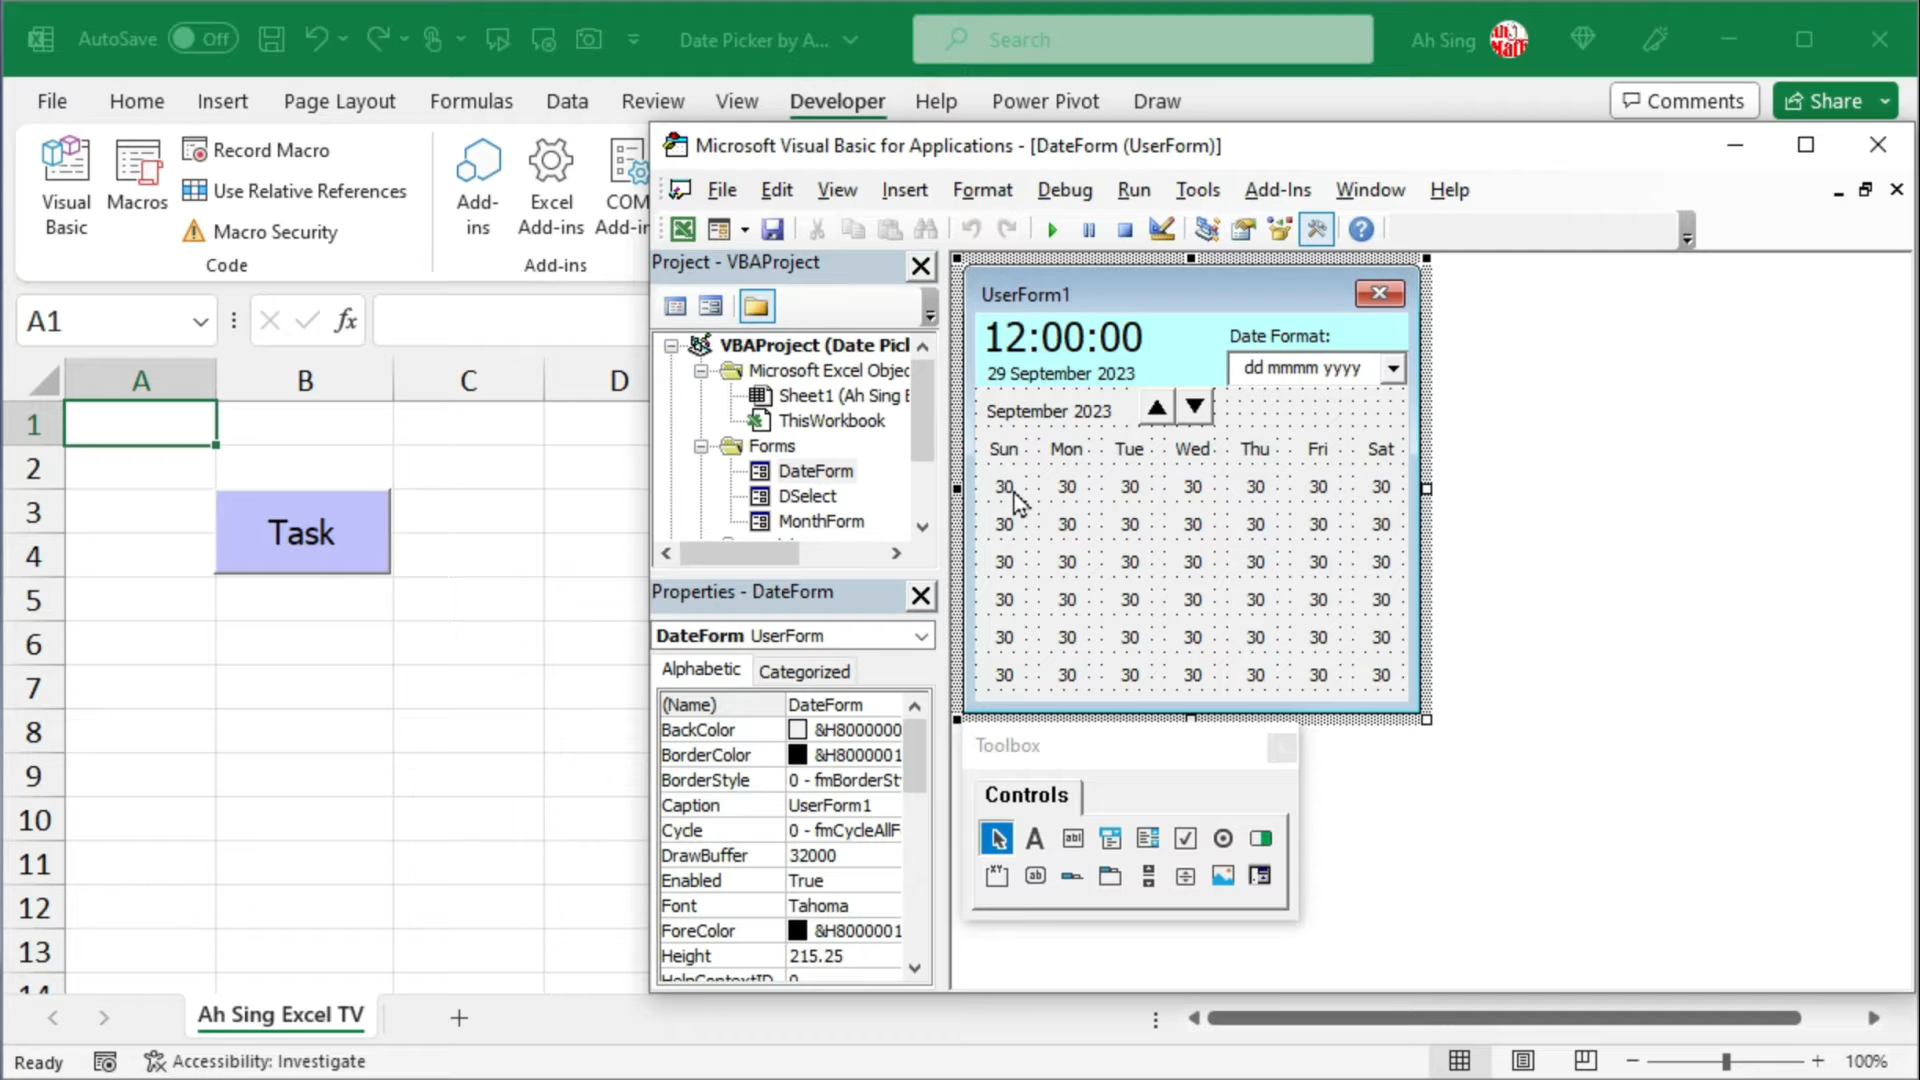 AutoSave Off Date Picker by A... Search Ah Sing
File Home Insert Page Layout Formulas Data Review View Developer Help Power Pivot Draw Comments Share
Visual Basic
Macros
Record Macro
Use Relative References
Macro Security
Code
Add-ins
Excel Add-ins
COM
Add-ins
A1
fx
A B C D
1
2
3
4
5
6
7
8
9
10
11
12
13
14
Task
Microsoft Visual Basic for Applications - [DateForm (UserForm)]
File Edit View Insert Format Debug Run Tools Add-Ins Window Help
Project - VBAProject
VBAProject (Date Picl
Microsoft Excel Objec
Sheet1 (Ah Sing E
ThisWorkbook
Forms
DateForm
DSelect
MonthForm
Properties - DateForm
DateForm UserForm
Alphabetic Categorized
(Name) DateForm
BackColor &H8000000
BorderColor &H8000001
BorderStyle 0 - fmBorderSt
Caption UserForm1
Cycle 0 - fmCycleAllF
DrawBuffer 32000
Enabled True
Font Tahoma
ForeColor &H8000001
Height 215.25
HelpContextID 0
UserForm1
12:00:00
29 September 2023
Date Format:
dd mmmm yyyy
September 2023
Sun Mon Tue Wed Thu Fri Sat
30 30 30 30 30 30 30
30 30 30 30 30 30 30
30 30 30 30 30 30 30
30 30 30 30 30 30 30
30 30 30 30 30 30 30
30 30 30 30 30 30 30
Toolbox
Controls
Ah Sing Excel TV
Ready Accessibility: Investigate 100%